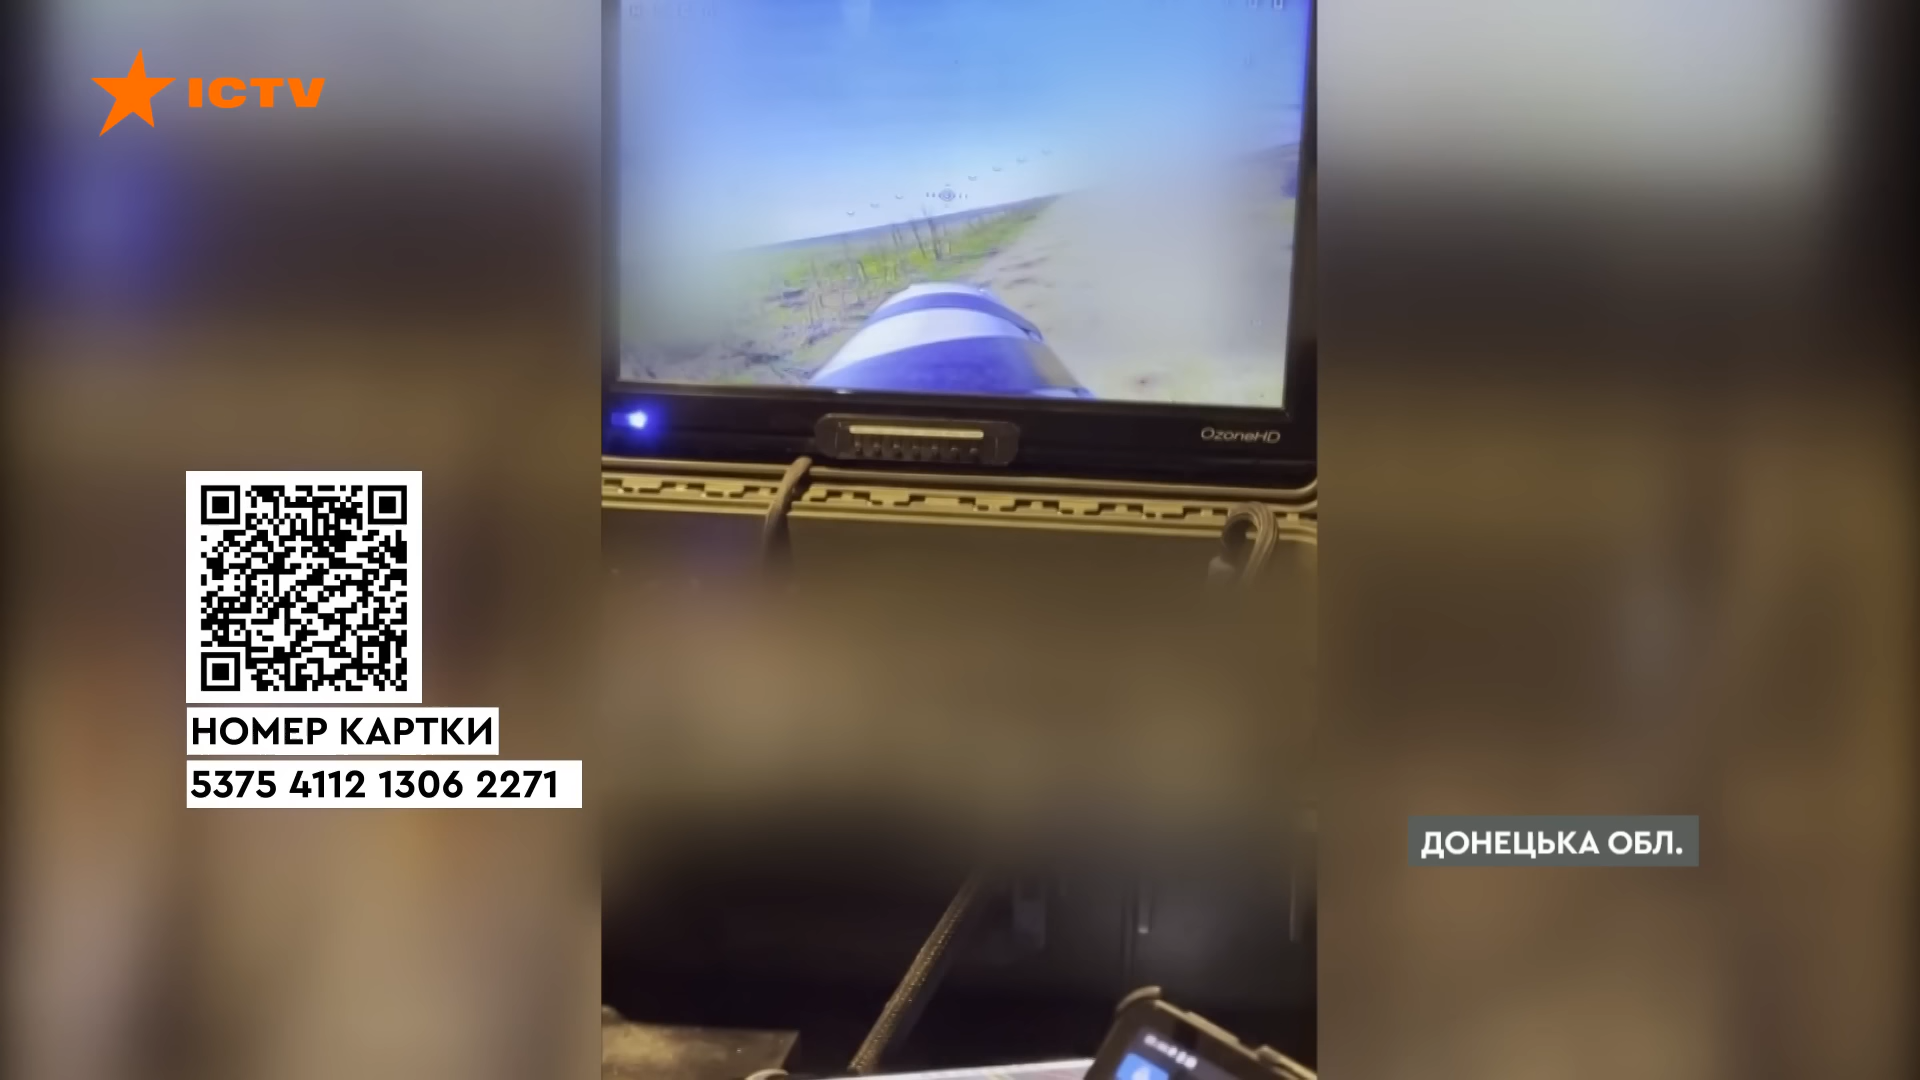 ICTV
OzoneHD
НОМЕР КАРТКИ
5375 4112 1306 2271
ДОНЕЦЬКА ОБЛ.